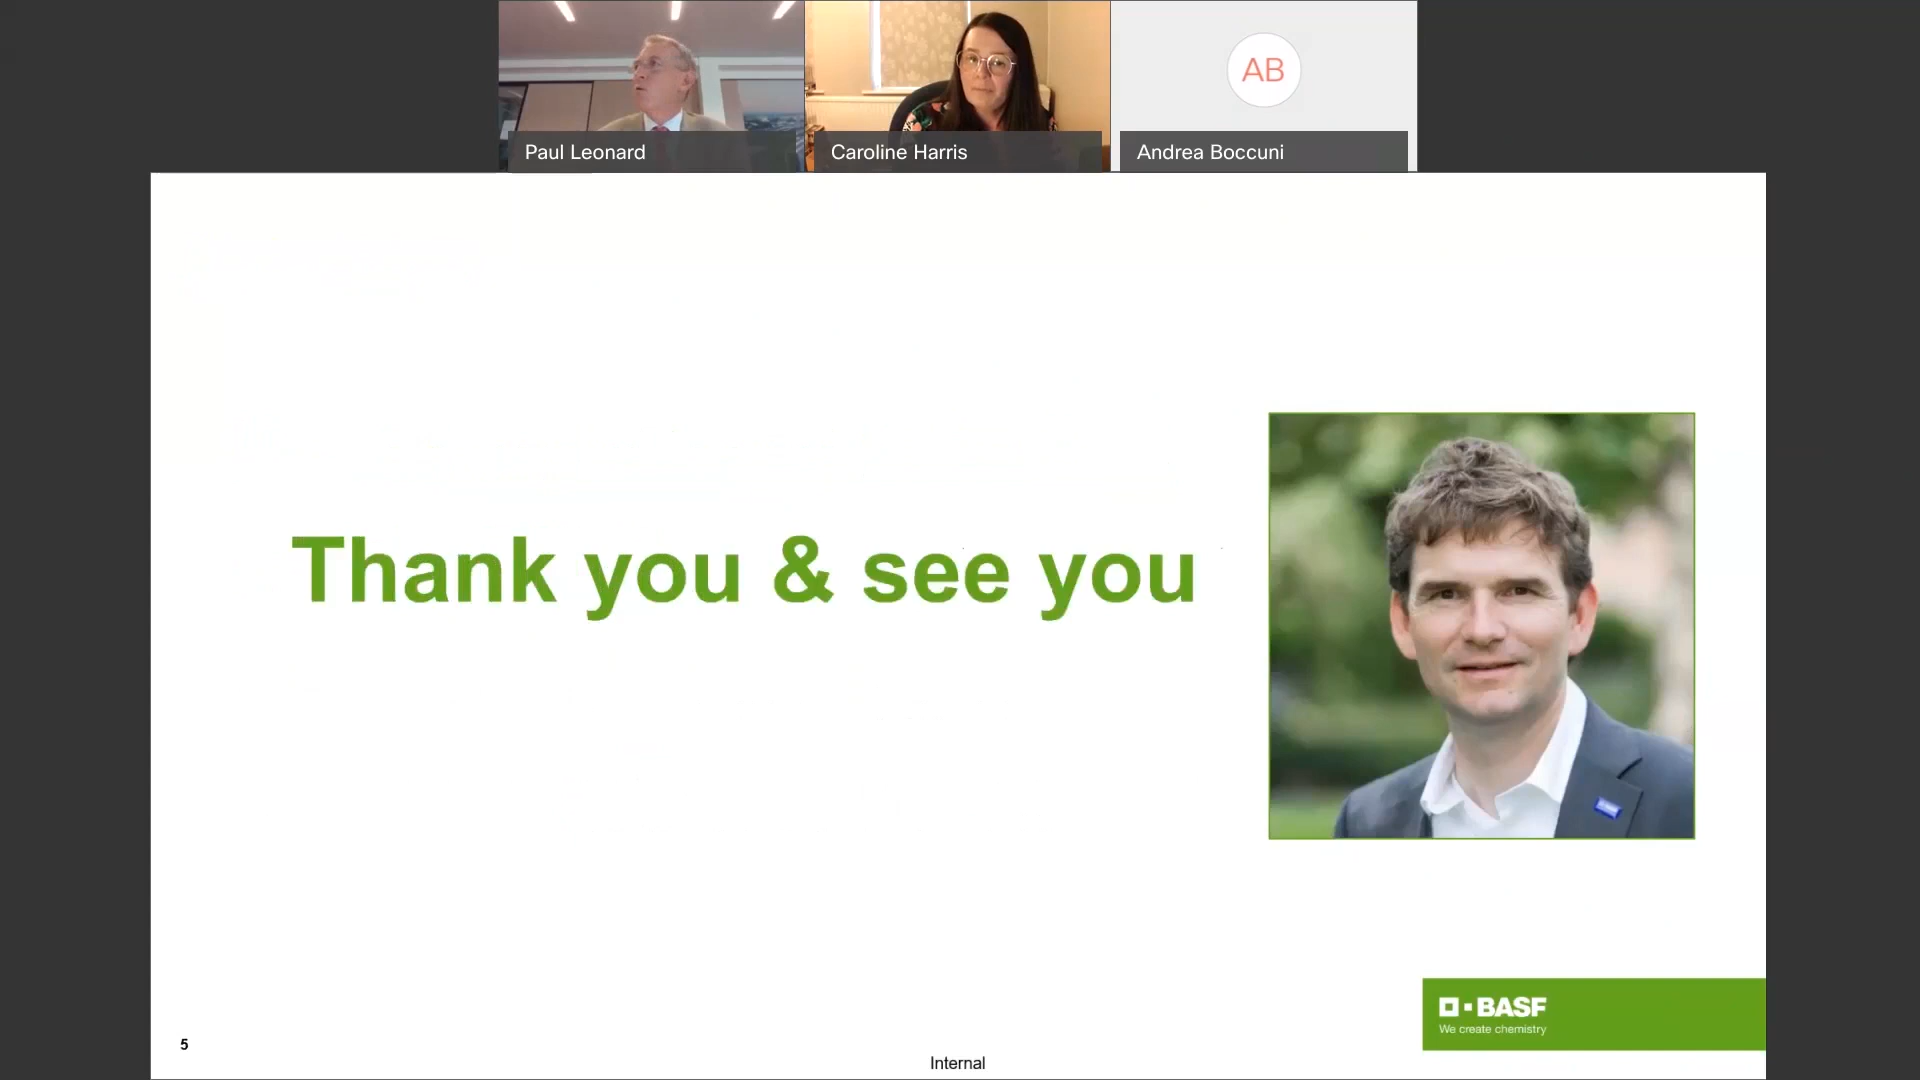 Paul Leonard
Caroline Harris
AB
Andrea Boccuni
Thank you & see you
BASF
We create chemistry
5
Internal